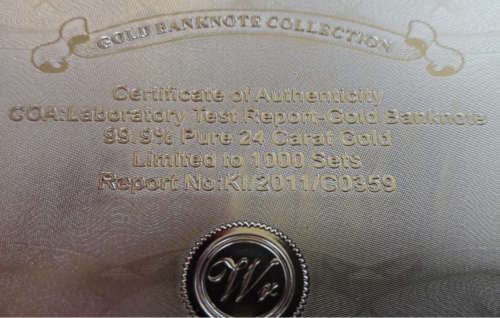 GOLD BANKNOTE COLLECTION
Certificate of Authenticity
COA:Laboratory Test Report-Gold Banknote
99.9% Pure 24 Carat Gold
Limited to 1000 Sets
Report No:KI/2011/C0359
Wr